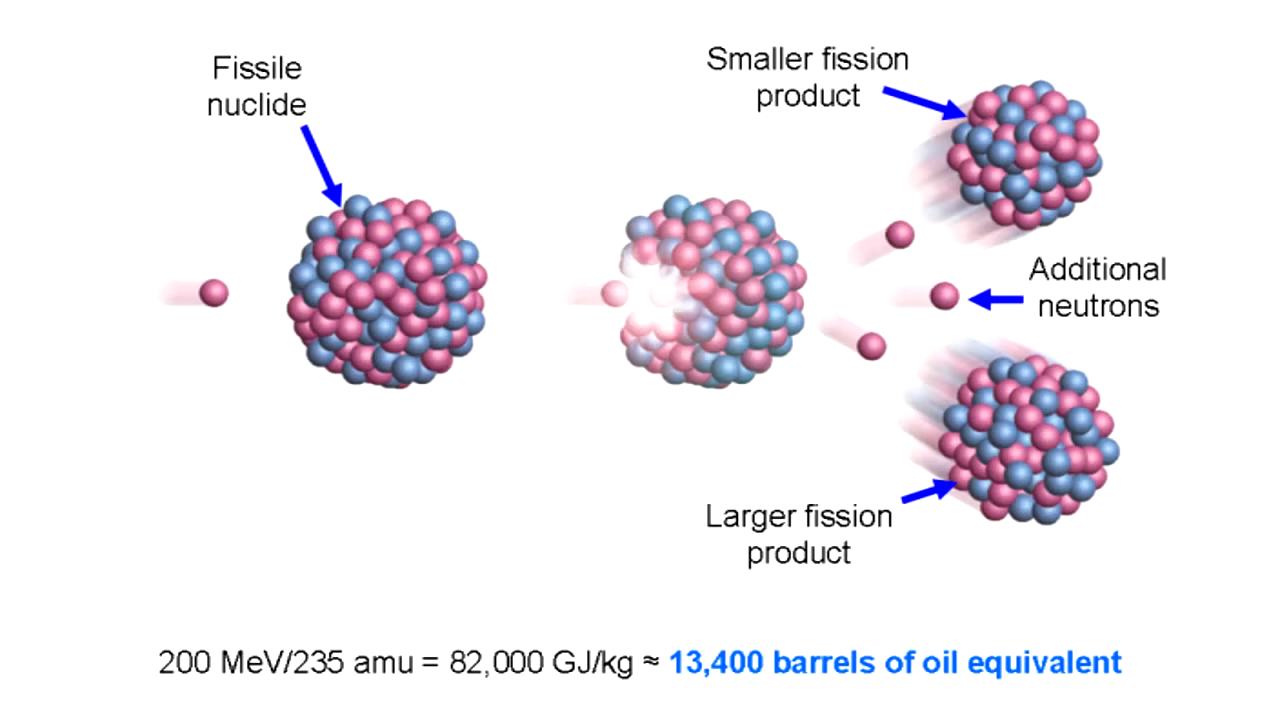 Fissile
nuclide
Smaller fission
product
Additional
neutrons
Larger fission
product
200 MeV/235 amu = 82,000 GJ/kg ≈ 13,400 barrels of oil equivalent